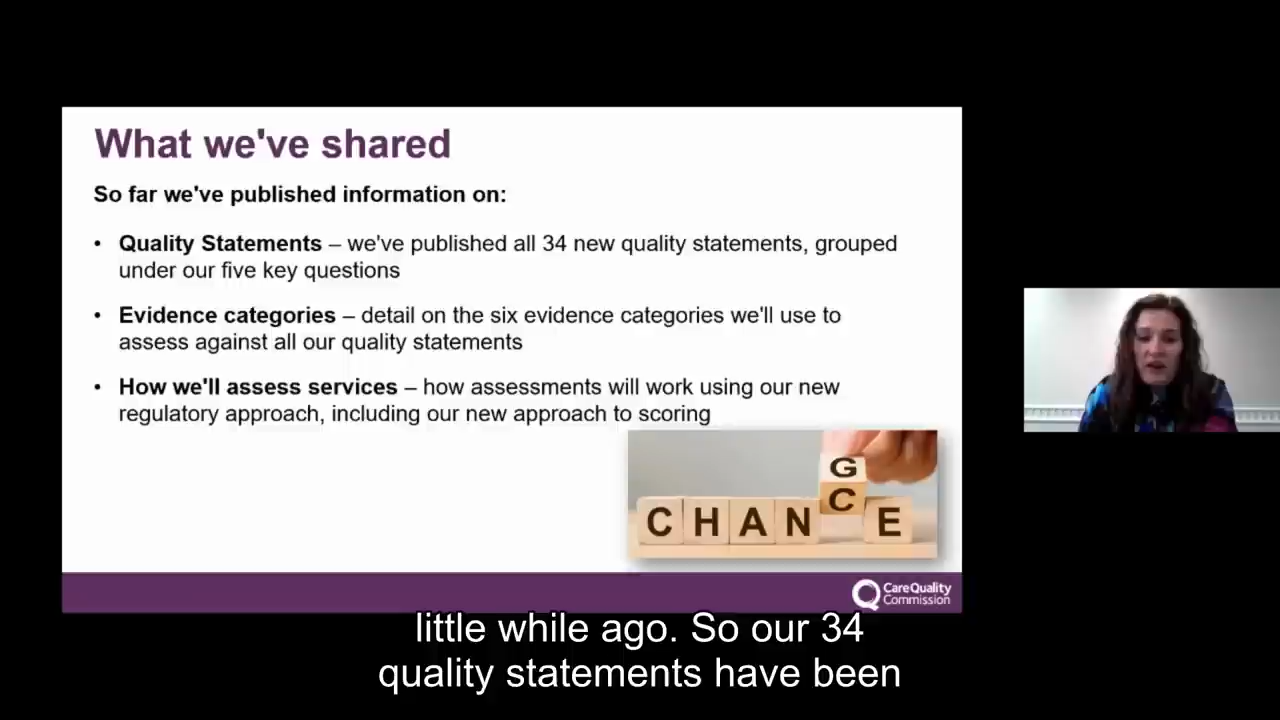 What we've shared
So far we've published information on:
• Quality Statements – we've published all 34 new quality statements, grouped
under our five key questions
• Evidence categories – detail on the six evidence categories we'll use to
assess against all our quality statements
• How we'll assess services – how assessments will work using our new
regulatory approach, including our new approach to scoring
G
C
CHAN E
CareQuality
Commission
little while ago. So our 34
quality statements have been